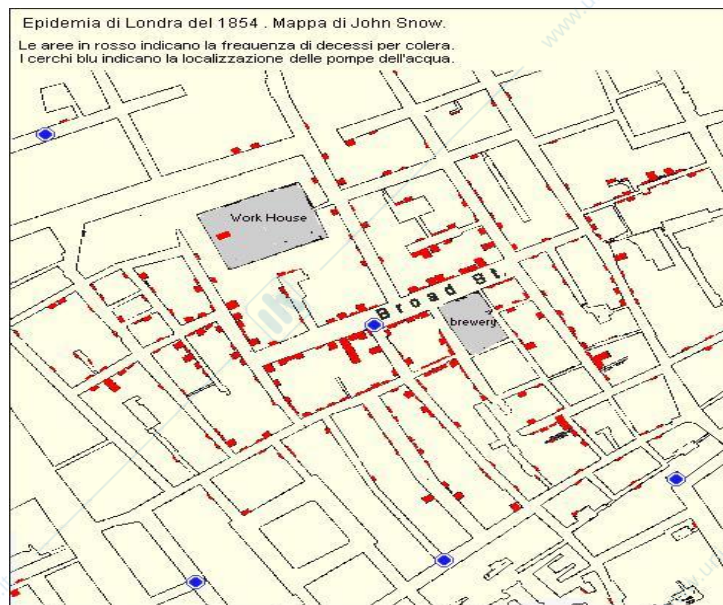 Epidemia di Londra del 1854 . Mappa di John Snow.
Le aree in rosso indicano la frequenza di decessi per colera.
I cerchi blu indicano la localizzazione delle pompe dell'acqua.
Work House
Broad St.
brewery